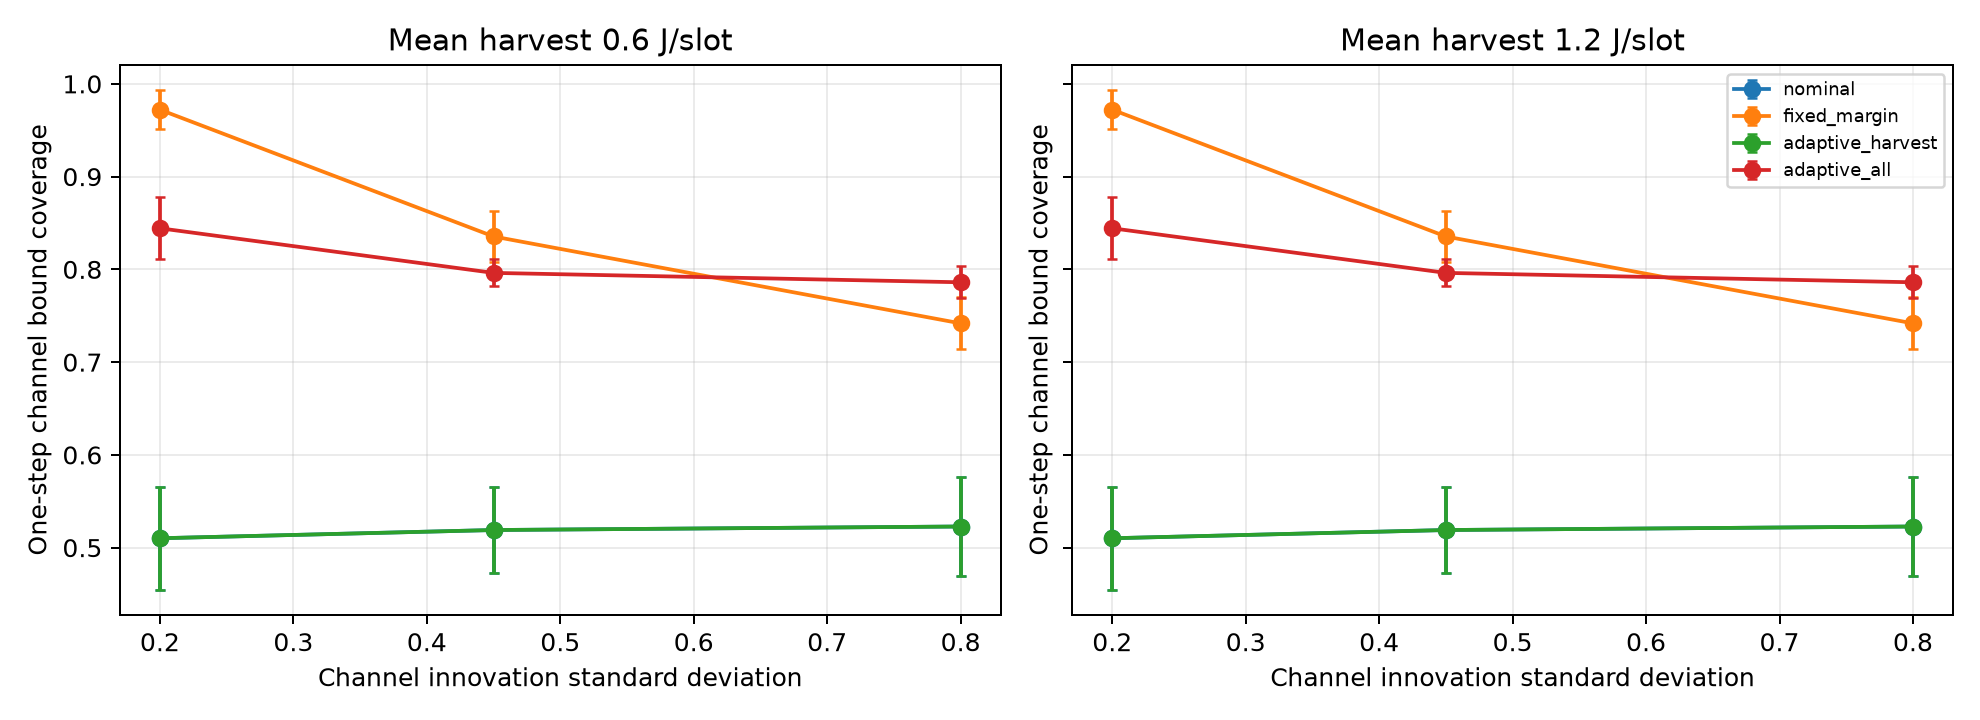 Mean harvest 0.6 J/slot
One-step channel bound coverage
1.0
0.9
0.8
0.7
0.6
0.5
0.2
0.3
0.4
0.5
0.6
0.7
0.8
Channel innovation standard deviation
Mean harvest 1.2 J/slot
One-step channel bound coverage
nominal
fixed_margin
adaptive_harvest
adaptive_all
0.2
0.3
0.4
0.5
0.6
0.7
0.8
Channel innovation standard deviation